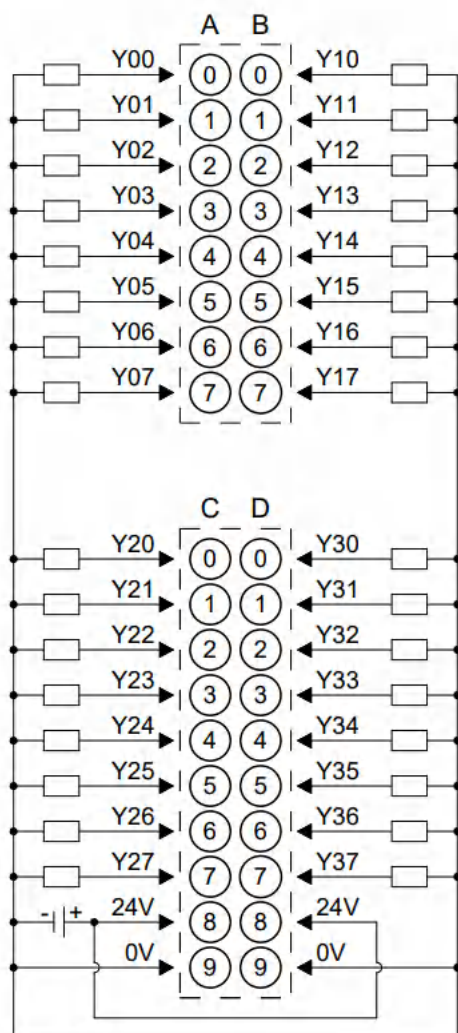 A B
Y00 0 0 Y10
Y01 1 1 Y11
Y02 2 2 Y12
Y03 3 3 Y13
Y04 4 4 Y14
Y05 5 5 Y15
Y06 6 6 Y16
Y07 7 7 Y17
C D
Y20 0 0 Y30
Y21 1 1 Y31
Y22 2 2 Y32
Y23 3 3 Y33
Y24 4 4 Y34
Y25 5 5 Y35
Y26 6 6 Y36
Y27 7 7 Y37
- + 24V 8 8 24V
0V 9 9 0V